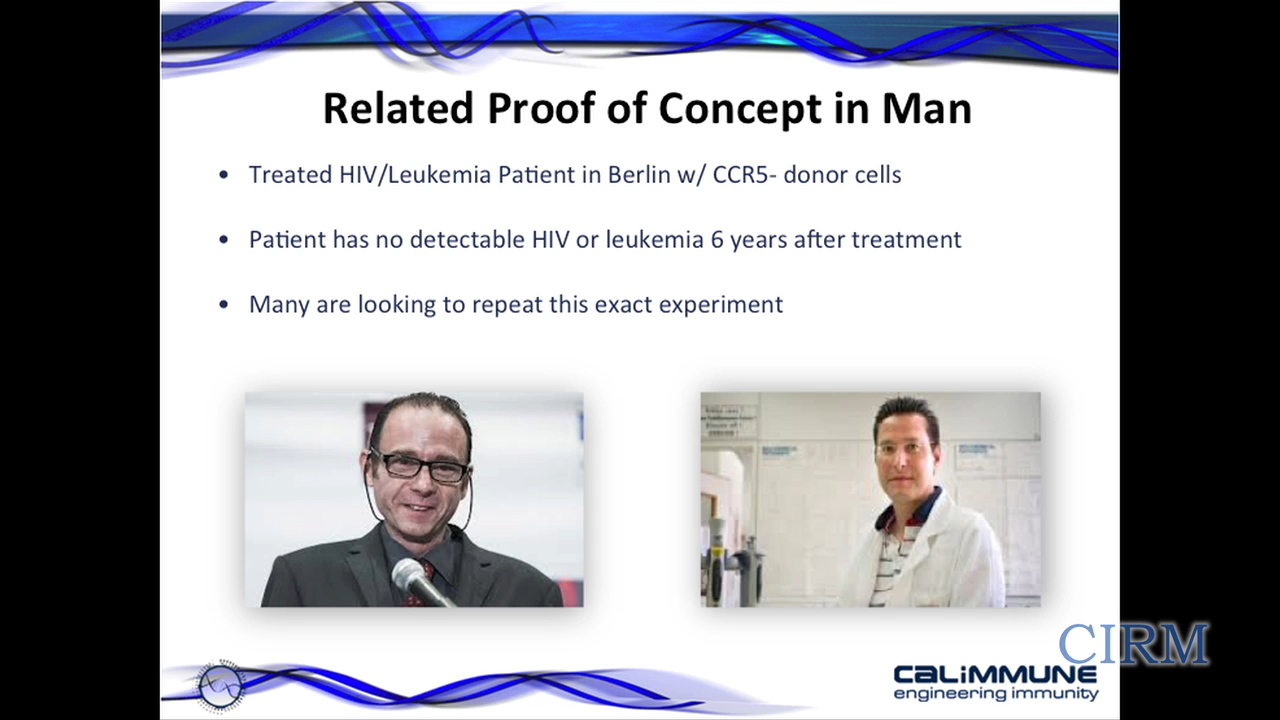 Related Proof of Concept in Man
• Treated HIV/Leukemia Patient in Berlin w/ CCR5- donor cells
• Patient has no detectable HIV or leukemia 6 years after treatment
• Many are looking to repeat this exact experiment
CIRM
CALIMMUNE
engineering immunity